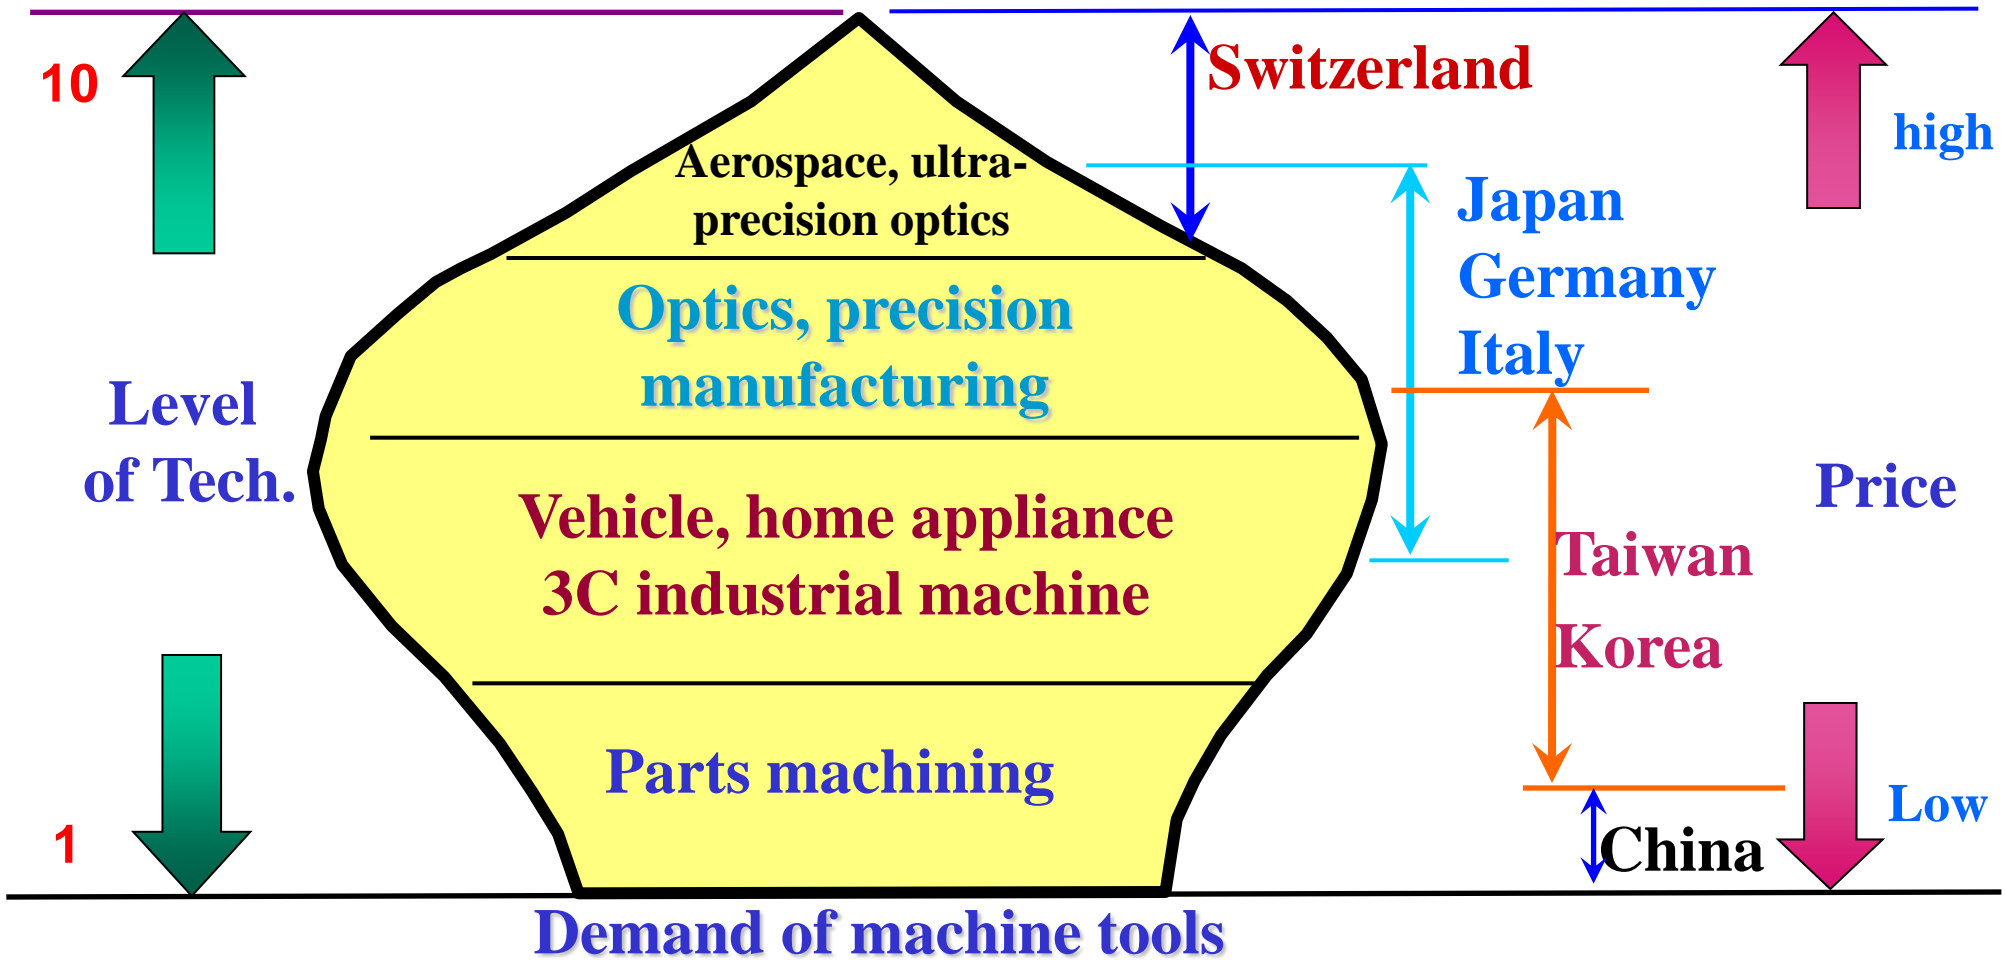 10
Switzerland
high
Aerospace, ultra-
precision optics
Japan
Germany
Italy
Optics, precision
manufacturing
Level
of Tech.
Price
Vehicle, home appliance
3C industrial machine
Taiwan
Korea
Parts machining
Low
1
China
Demand of machine tools